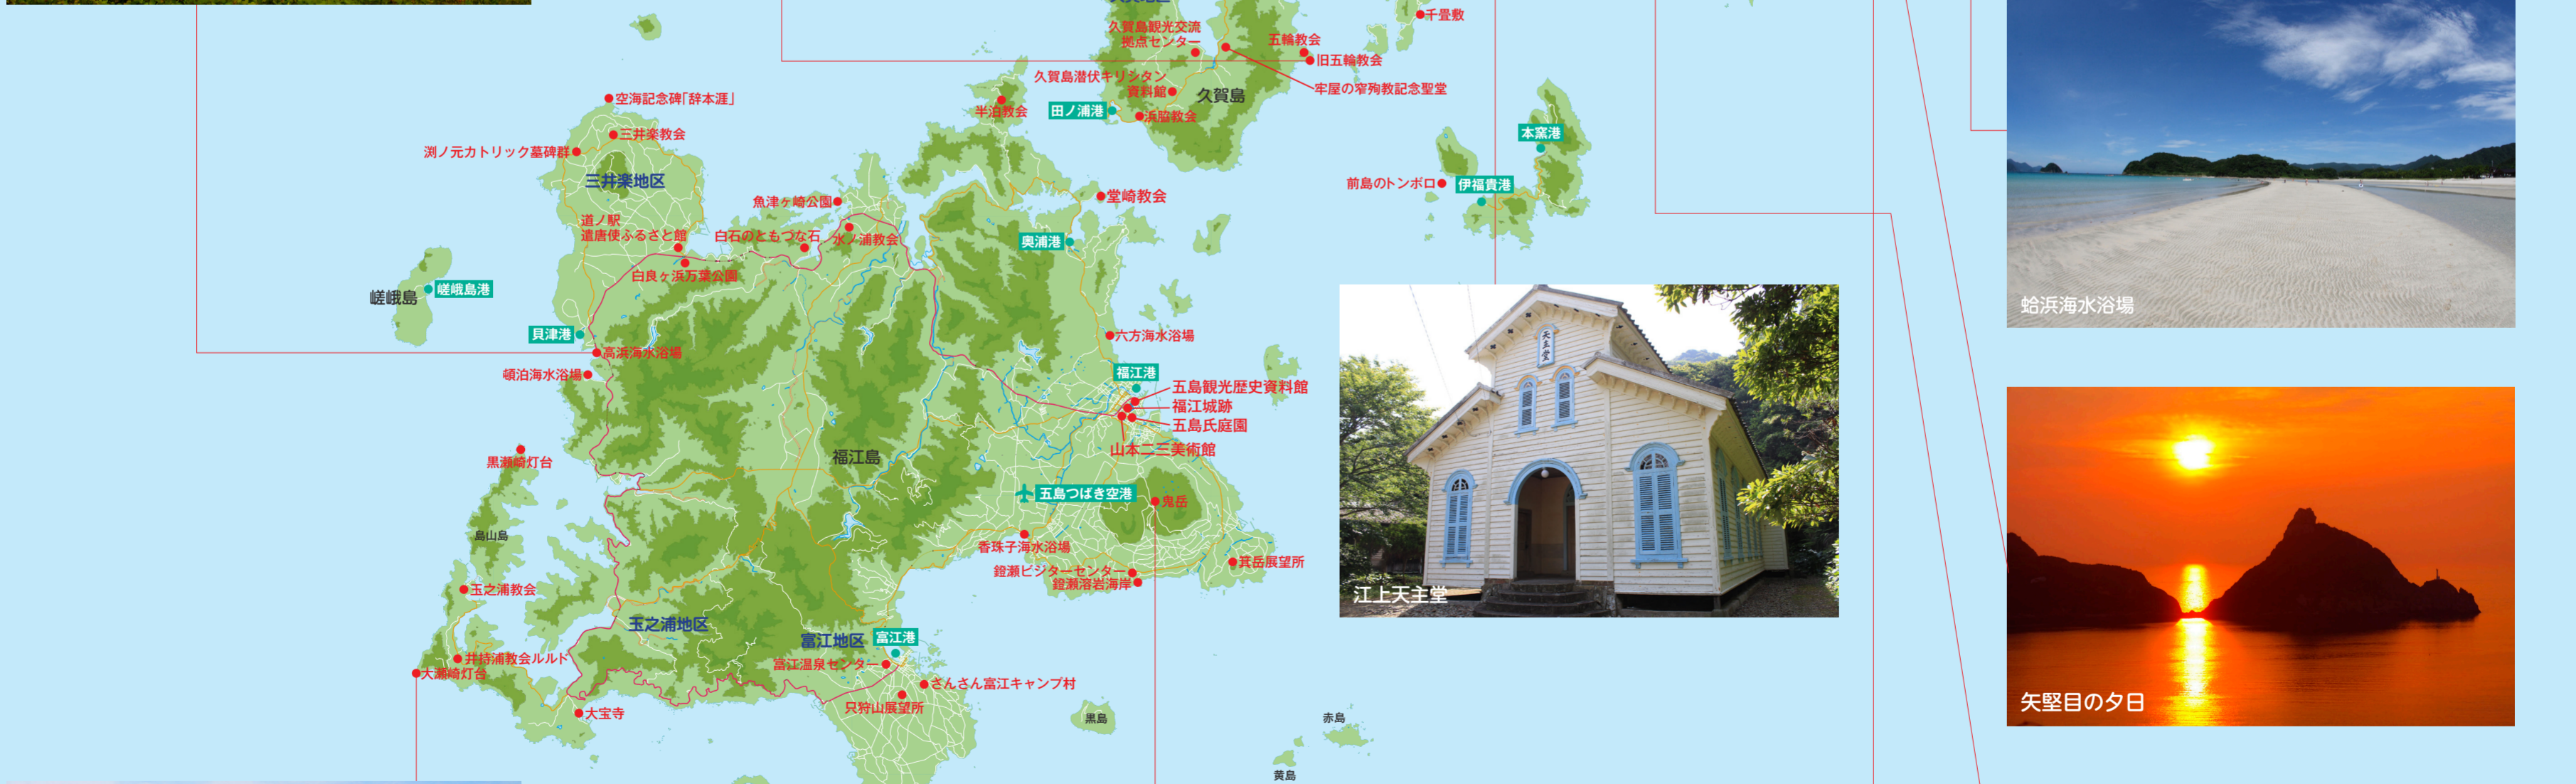 千畳敷
久賀島観光交流
拠点センター
五輪教会
旧五輪教会
久賀島潜伏キリシタン
資料館
牢屋の窄殉教記念聖堂
久賀島
空海記念碑「辞本涯」
半泊教会
田ノ浦港
浜脇教会
三井楽教会
本窯港
渕ノ元カトリック墓碑群
三井楽地区
前島のトンボロ
伊福貴港
魚津ヶ崎公園
堂崎教会
道ノ駅
遣唐使ふるさと館
白石のともづな石
水ノ浦教会
奥浦港
白良ヶ浜万葉公園
嵯峨島
嵯峨島港
蛤浜海水浴場
貝津港
六方海水浴場
高浜海水浴場
頓泊海水浴場
福江港
五島観光歴史資料館
福江城跡
五島氏庭園
山本二三美術館
天主堂
福江島
黒瀬崎灯台
五島つばき空港
鬼岳
島山島
香珠子海水浴場
箕岳展望所
鐙瀬ビジターセンター
鐙瀬溶岩海岸
玉之浦教会
江上天主堂
玉之浦地区
富江地区
富江港
井持浦教会ルルド
富江温泉センター
大瀬崎灯台
さんさん富江キャンプ村
只狩山展望所
大宝寺
黒島
赤島
矢堅目の夕日
黄島